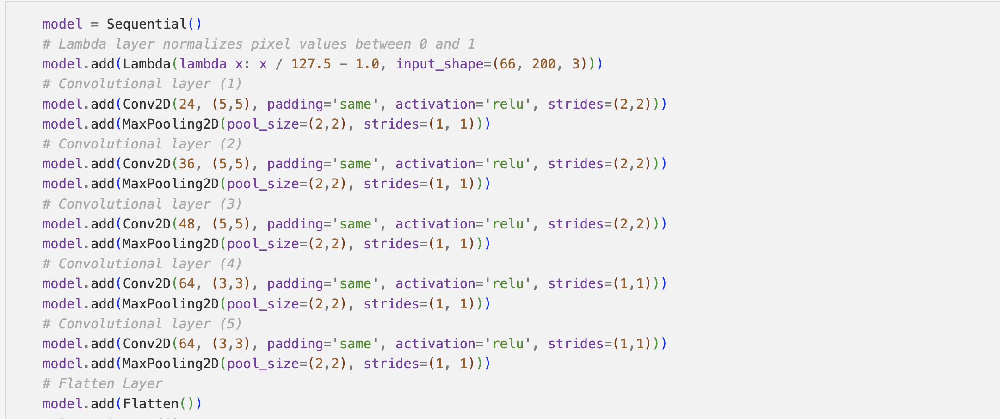 model = Sequential()
# Lambda layer normalizes pixel values between 0 and 1
model.add(Lambda(lambda x: x / 127.5 - 1.0, input_shape=(66, 200, 3)))
# Convolutional layer (1)
model.add(Conv2D(24, (5,5), padding='same', activation='relu', strides=(2,2)))
model.add(MaxPooling2D(pool_size=(2,2), strides=(1, 1)))
# Convolutional layer (2)
model.add(Conv2D(36, (5,5), padding='same', activation='relu', strides=(2,2)))
model.add(MaxPooling2D(pool_size=(2,2), strides=(1, 1)))
# Convolutional layer (3)
model.add(Conv2D(48, (5,5), padding='same', activation='relu', strides=(2,2)))
model.add(MaxPooling2D(pool_size=(2,2), strides=(1, 1)))
# Convolutional layer (4)
model.add(Conv2D(64, (3,3), padding='same', activation='relu', strides=(1,1)))
model.add(MaxPooling2D(pool_size=(2,2), strides=(1, 1)))
# Convolutional layer (5)
model.add(Conv2D(64, (3,3), padding='same', activation='relu', strides=(1,1)))
model.add(MaxPooling2D(pool_size=(2,2), strides=(1, 1)))
# Flatten Layer
model.add(Flatten())